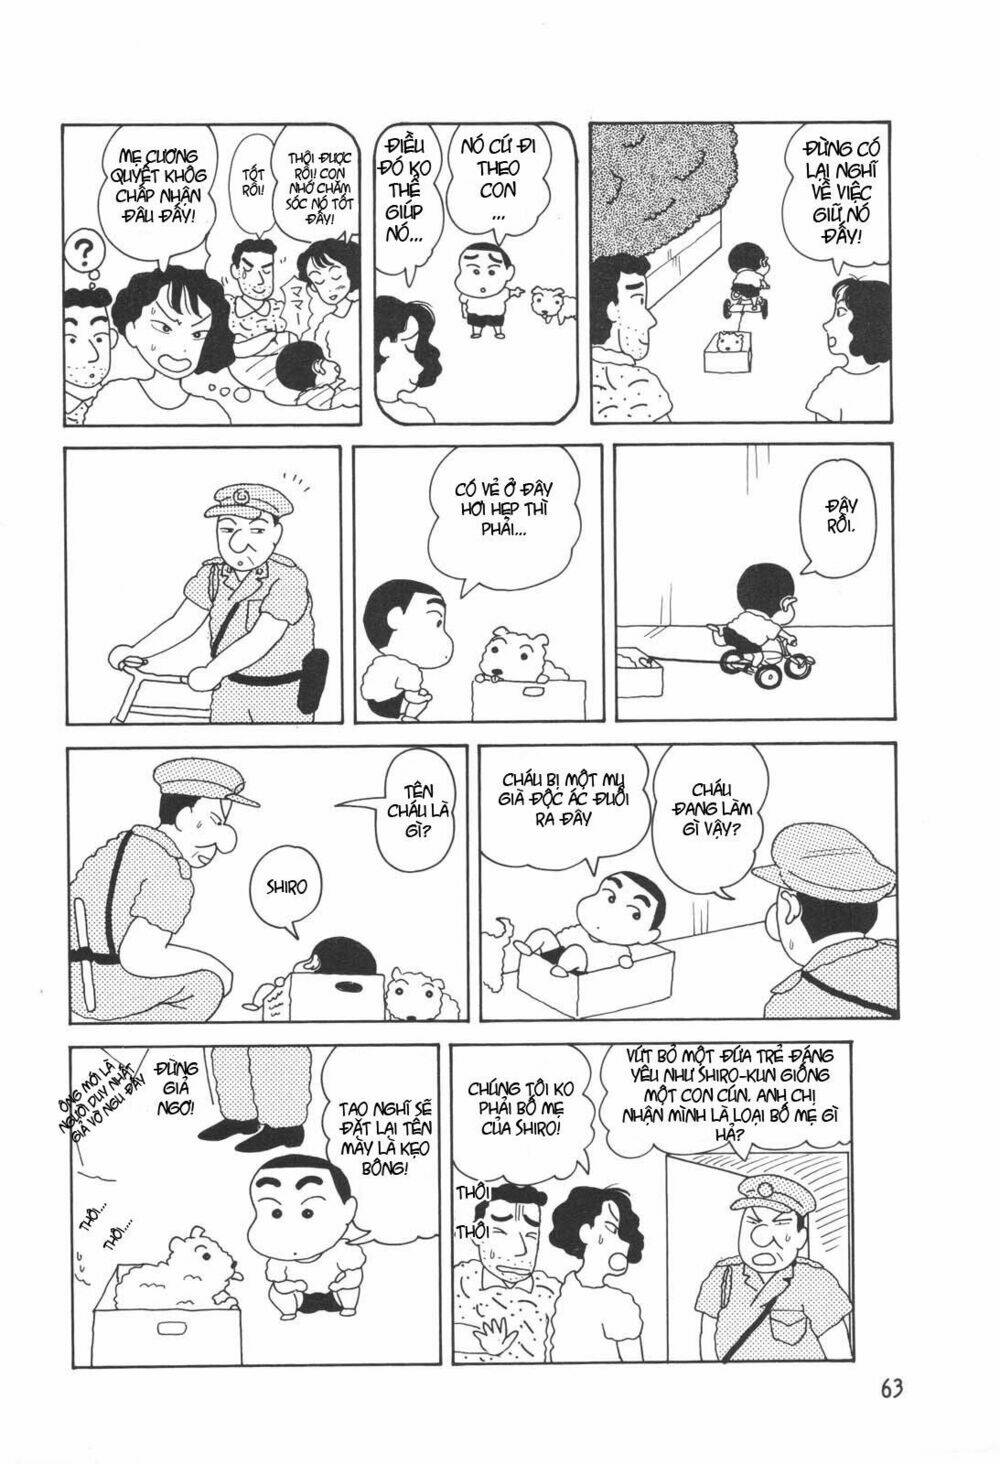 ĐỪNG CÓ
LẠI NGHĨ
VỀ VIỆC
GIỮ NÓ
ĐẤY!
NÓ CỨ ĐI
THEO
CON
...
ĐIỀU
ĐÓ KO
THỂ
GIÚP
NÓ...
THÔI ĐƯỢC
RỒI! CON
NHỚ CHĂM
SÓC NÓ TỐT
ĐẤY!
TỐT
RỒI!
MẸ CƯƠNG
QUYẾT KHÔG
CHẤP NHẬN
ĐÂU ĐẤY!
?
ĐÂY
RỒI.
CÓ VẺ Ở ĐÂY
HƠI HẸP THÌ
PHẢI...
CHÁU
ĐANG LÀM
GÌ VẬY?
CHÁU BỊ MỘT MỤ
GIÀ ĐỘC ÁC ĐUỔI
RA ĐÂY
TÊN
CHÁU LÀ
GÌ?
SHIRO
VỨT BỎ MỘT ĐỨA TRẺ ĐÁNG
YÊU NHƯ SHIRO-KUN GIỐNG
MỘT CON CÚN. ANH CHỊ
NHẬN MÌNH LÀ LOẠI BỐ MẸ GÌ
HẢ?
CHÚNG TÔI KO
PHẢI BỐ MẸ
CỦA SHIRO!
THÔI
THÔI
TAO NGHĨ SẼ
ĐẶT LẠI TÊN
MÀY LÀ KẸO
BÔNG!
ĐỪNG
GIẢ
NGƠ!
ÔNG MỚI LÀ
NGƯỜI DUY NHẤT
GIẢ VỜ NGU ĐẤY
THÔI...
THÔI....
63